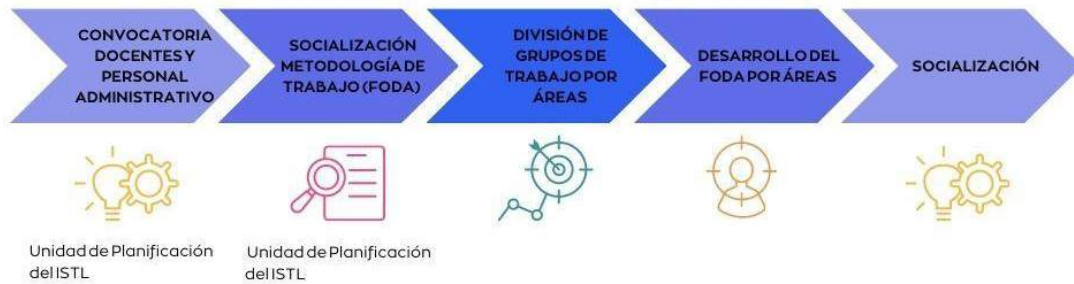 CONVOCATORIA
DOCENTES Y
PERSONAL
ADMINISTRATIVO
SOCIALIZACIÓN
METODOLOGÍA DE
TRABAJO (FODA)
DIVISIÓN DE
GRUPOS DE
TRABAJO POR
ÁREAS
DESARROLLO DEL
FODA POR ÁREAS
SOCIALIZACIÓN
Unidad de Planificación
del ISTL
Unidad de Planificación
del ISTL